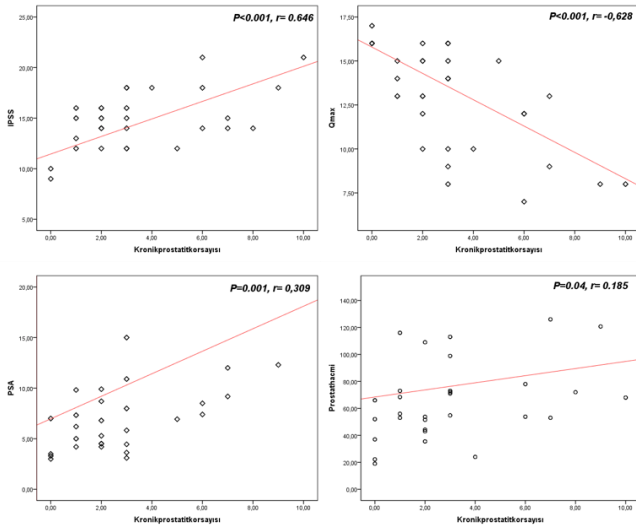 P<0.001, r= 0.646
25,00
20,00
15,00
10,00
5,00
IPSS
0,00 2,00 4,00 6,00 8,00 10,00
Kronikprostatitkorsayısı
P<0.001, r= -0,628
17,50
15,00
12,50
10,00
7,50
Qmax
0,00 2,00 4,00 6,00 8,00 10,00
Kronikprostatitkorsayısı
P=0.001, r= 0,309
20,00
15,00
10,00
5,00
0,00
PSA
0,00 2,00 4,00 6,00 8,00 10,00
Kronikprostatitkorsayısı
P=0.04, r= 0.185
140,00
120,00
100,00
80,00
60,00
40,00
20,00
0,00
Prostathacmi
0,00 2,00 4,00 6,00 8,00 10,00
Kronikprostatitkorsayısı